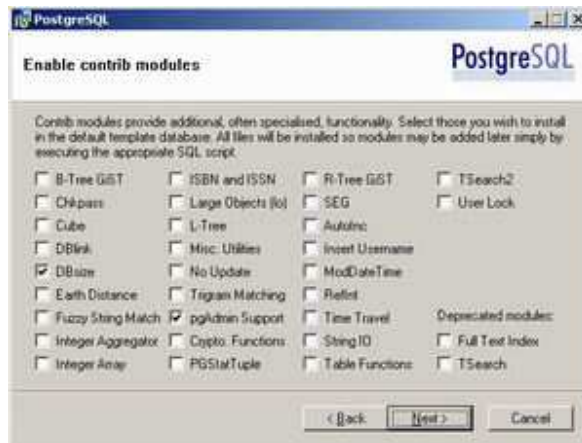 PostgreSQL
Enable contrib modules
PostgreSQL
Contrib modules provide additional, often specialised, functionality. Select those you wish to install
in the default template database. All files will be installed so modules may be added later simply by
executing the appropriate SQL script.
B-Tree GiST
ISBN and ISSN
R-Tree GiST
TSearch2
Chkpass
Large Objects (lo)
SEG
User Lock
Cube
L-Tree
AutoInc
DBlink
Misc. Utilities
Insert Username
DBsize
No Update
ModDateTime
Earth Distance
Trigram Matching
RefInt
Fuzzy String Match
pgAdmin Support
Time Travel
Deprecated modules:
Integer Aggregator
Crypto. Functions
String IO
Full Text Index
Integer Array
PGStatTuple
Table Functions
TSearch
< Back
Next >
Cancel